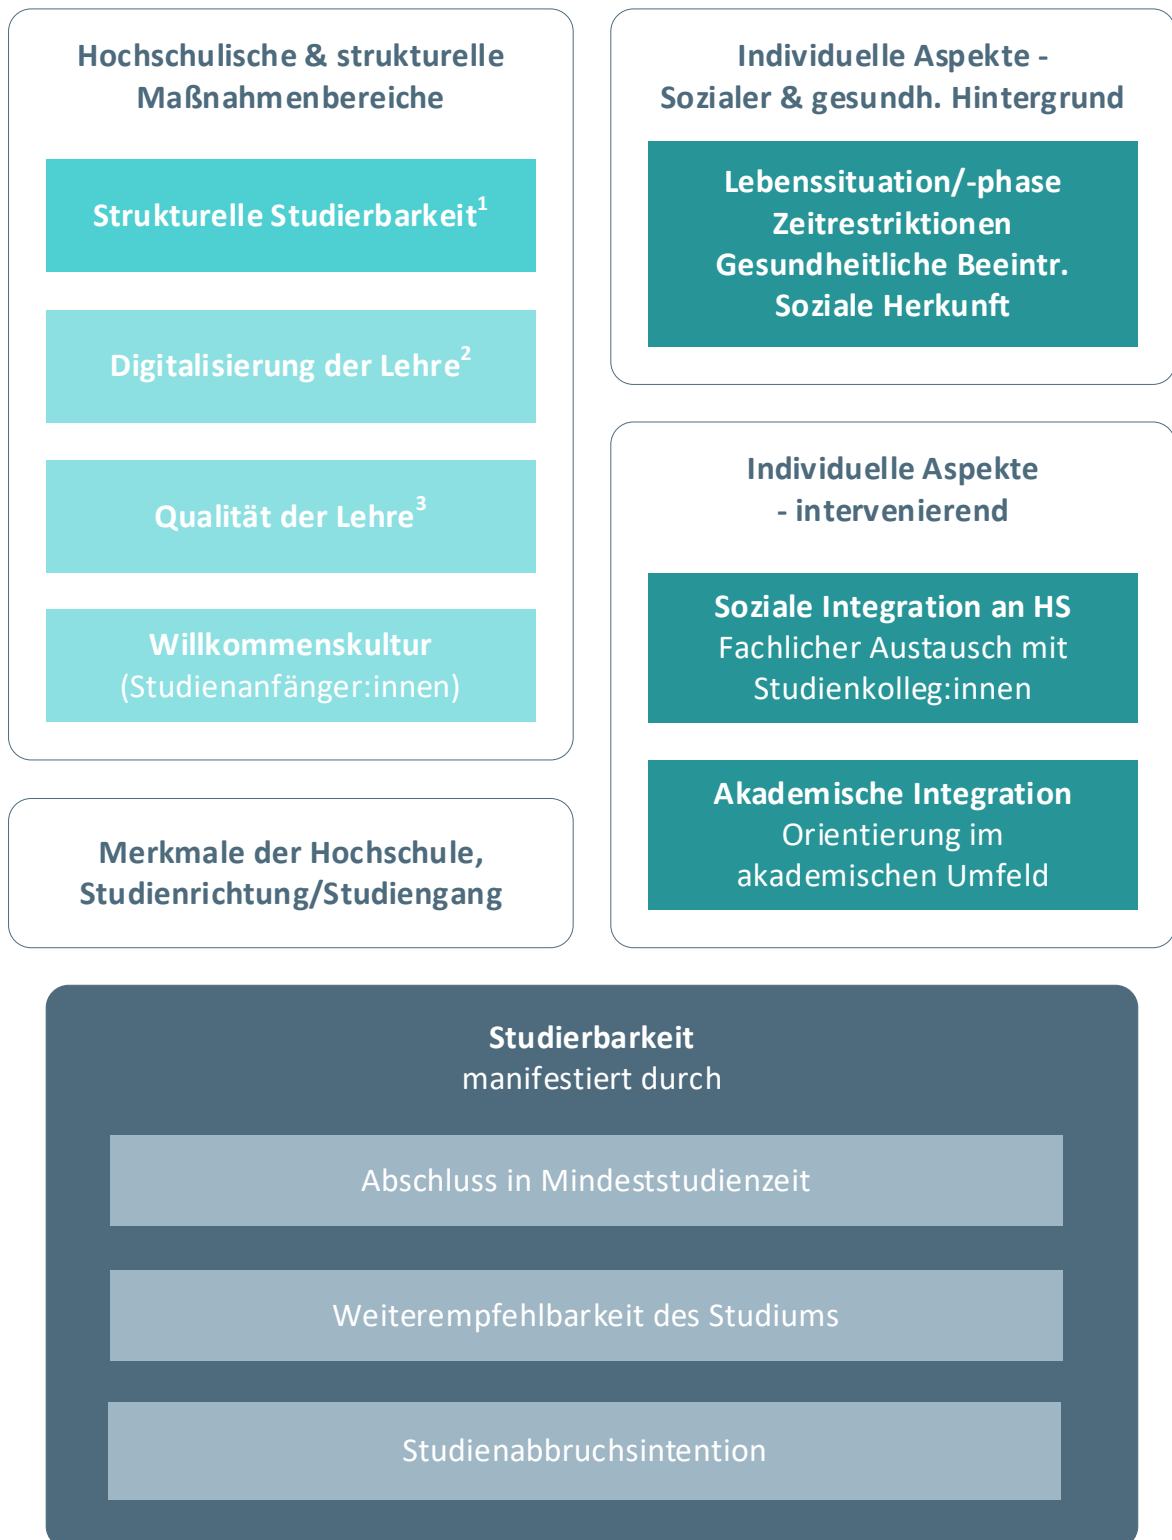 Hochschulische & strukturelle
Maßnahmenbereiche
Strukturelle Studierbarkeit¹
Digitalisierung der Lehre²
Qualität der Lehre³
Willkommenskultur
(Studienanfänger:innen)
Merkmale der Hochschule,
Studienrichtung/Studiengang
Individuelle Aspekte -
Sozialer & gesundh. Hintergrund
Lebenssituation/-phase
Zeitrestriktionen
Gesundheitliche Beeintr.
Soziale Herkunft
Individuelle Aspekte
- intervenierend
Soziale Integration an HS
Fachlicher Austausch mit
Studienkolleg:innen
Akademische Integration
Orientierung im
akademischen Umfeld
Studierbarkeit
manifestiert durch
Abschluss in Mindeststudienzeit
Weiterempfehlbarkeit des Studiums
Studienabbruchsintention